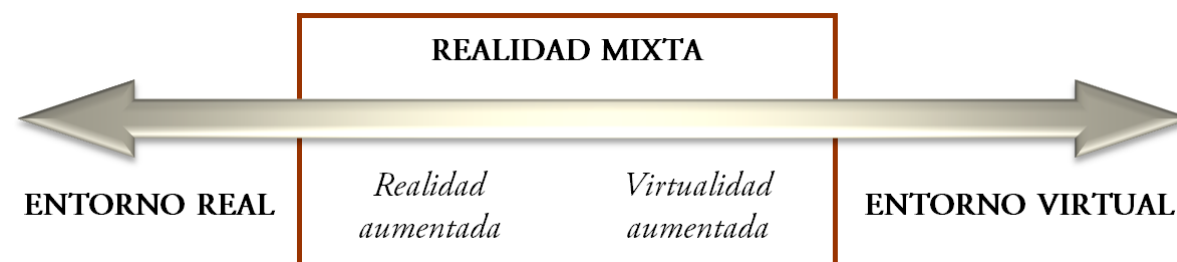 REALIDAD MIXTA
ENTORNO REAL
Realidad
aumentada
Virtualidad
aumentada
ENTORNO VIRTUAL